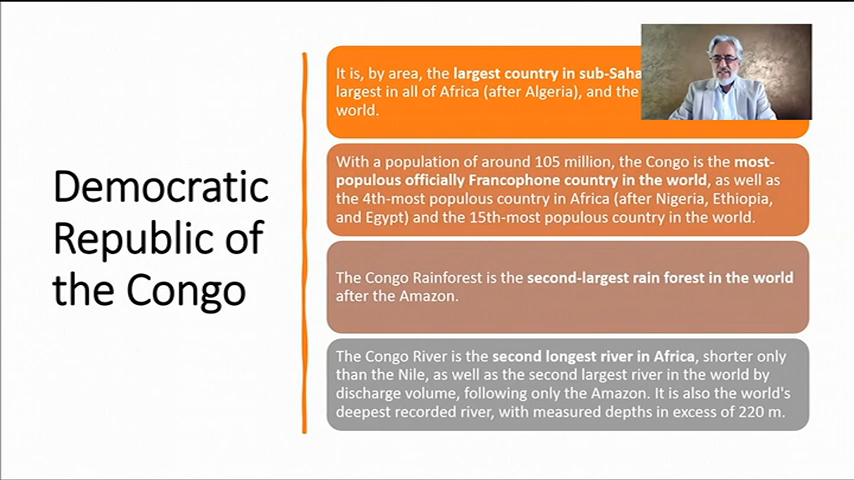 Democratic
Republic of
the Congo
It is, by area, the largest country in sub-Saha
largest in all of Africa (after Algeria), and the
world.
With a population of around 105 million, the Congo is the most-
populous officially Francophone country in the world, as well as
the 4th-most populous country in Africa (after Nigeria, Ethiopia,
and Egypt) and the 15th-most populous country in the world.
The Congo Rainforest is the second-largest rain forest in the world
after the Amazon.
The Congo River is the second longest river in Africa, shorter only
than the Nile, as well as the second largest river in the world by
discharge volume, following only the Amazon. It is also the world's
deepest recorded river, with measured depths in excess of 220 m.